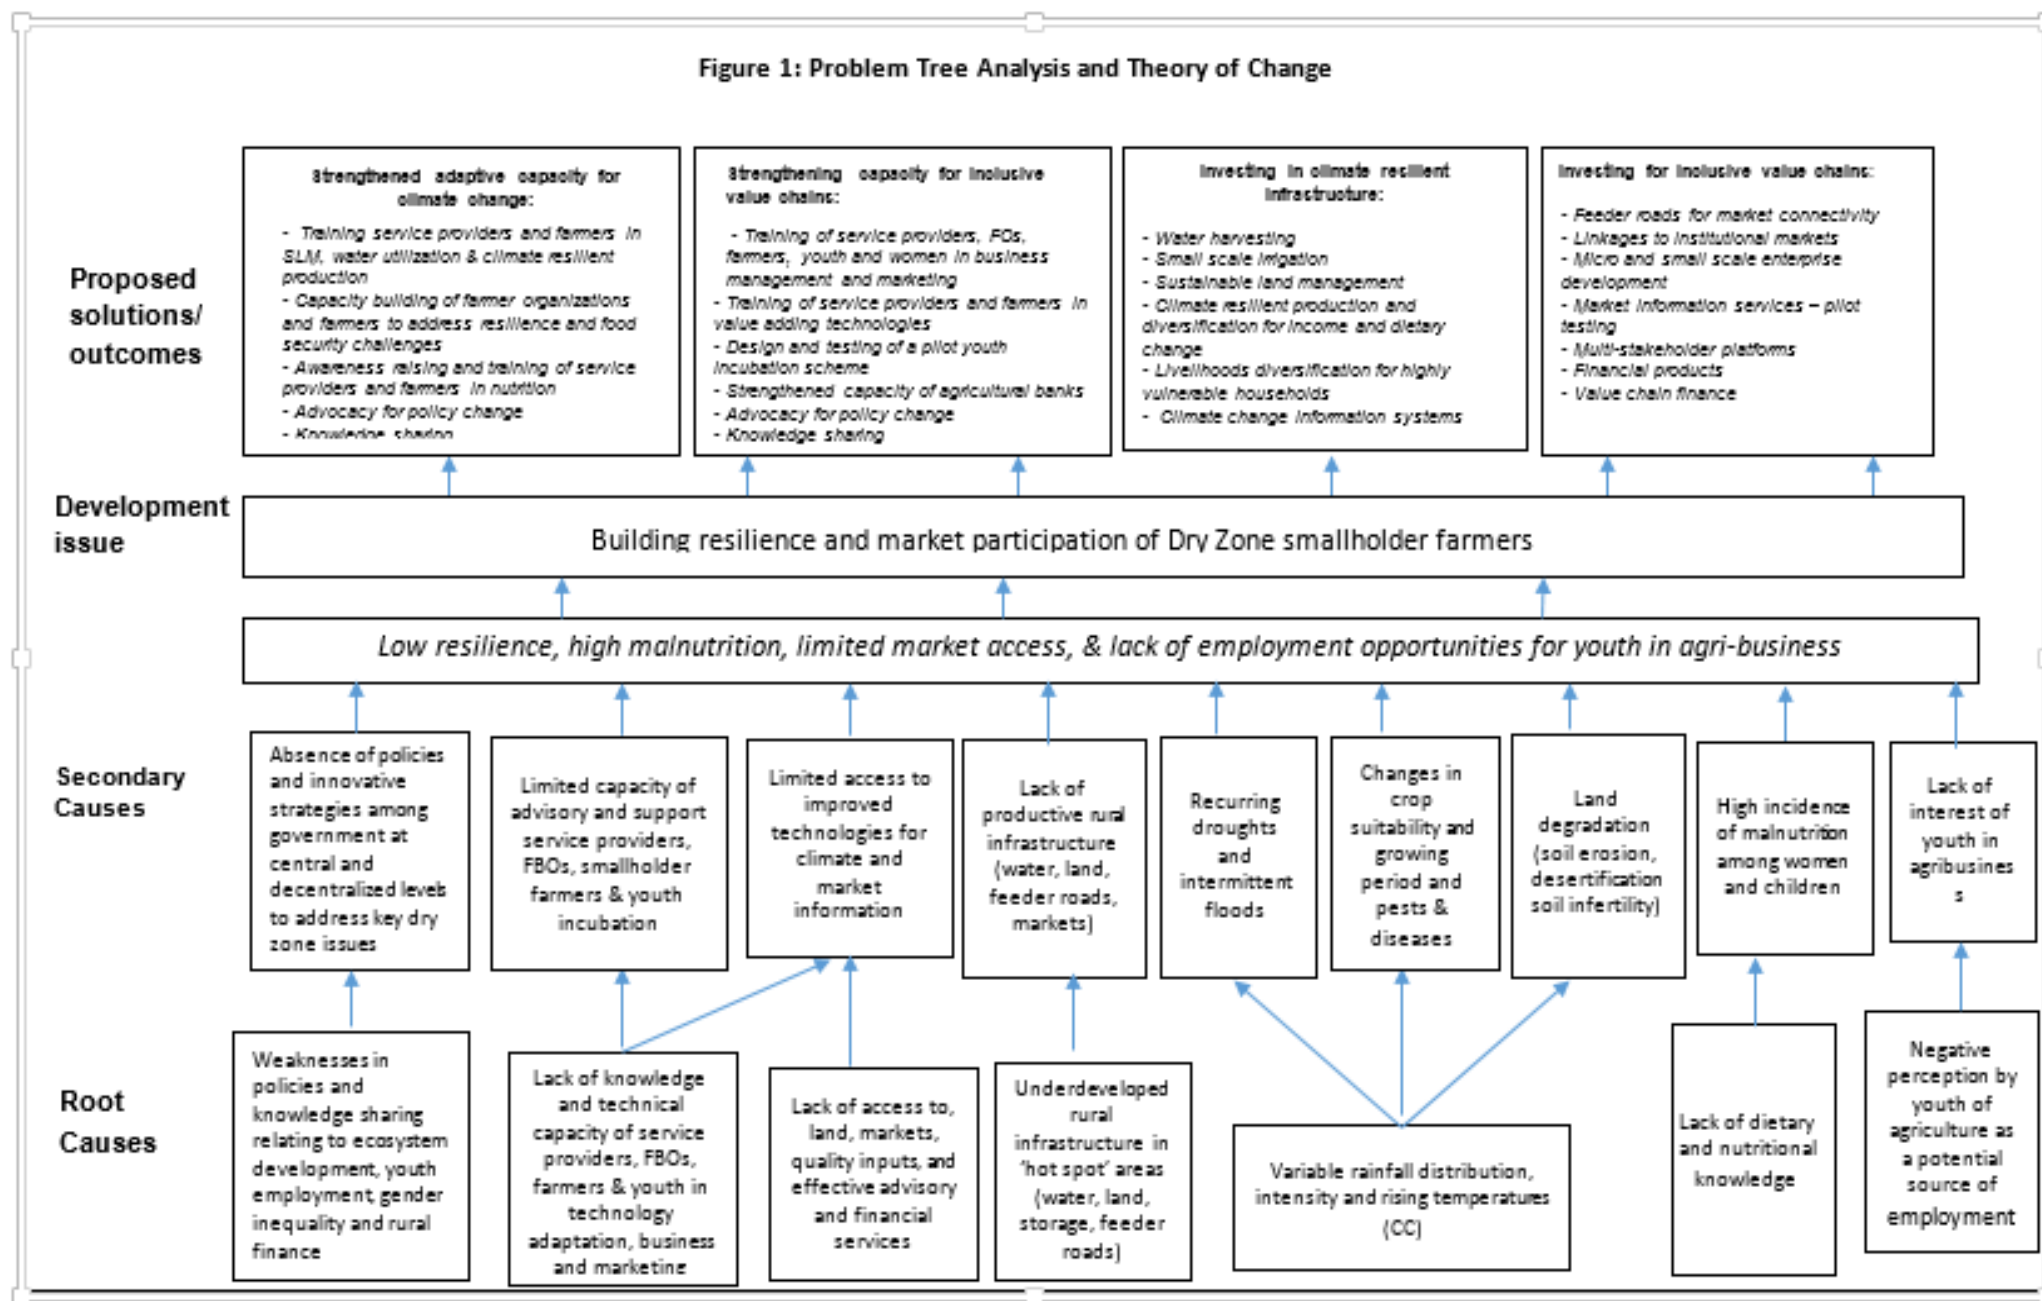 Figure 1: Problem Tree Analysis and Theory of Change
Proposed
solutions/
outcomes
Strengthened adaptive capacity for
climate change:
- Training service providers and farmers in
SLM, water utilization & climate resilient
production
- Capacity building of farmer organizations
and farmers to address resilience and food
security challenges
- Awareness raising and training of service
providers and farmers in nutrition
- Advocacy for policy change
- Knowledge sharing
Strengthening capacity for inclusive
value chains:
- Training of service providers, FOs,
farmers, youth and women in business
management and marketing
- Training of service providers and farmers in
value adding technologies
- Design and testing of a pilot youth
incubation scheme
- Strengthened capacity of agricultural banks
- Advocacy for policy change
- Knowledge sharing
Investing in climate resilient
infrastructure:
- Water harvesting
- Small scale irrigation
- Sustainable land management
- Climate resilient production and
diversification for income and dietary
change
- Livelihoods diversification for highly
vulnerable households
- Climate change information systems
Investing for inclusive value chains:
- Feeder roads for market connectivity
- Linkages to institutional markets
- Micro and small scale enterprise
development
- Market information services – pilot
testing
- Multi-stakeholder platforms
- Financial products
- Value chain finance
Development
issue
Building resilience and market participation of Dry Zone smallholder farmers
Low resilience, high malnutrition, limited market access, & lack of employment opportunities for youth in agri-business
Secondary
Causes
Absence of policies
and innovative
strategies among
government at
central and
decentralized levels
to address key dry
zone issues
Limited capacity of
advisory and support
service providers,
FBOs, smallholder
farmers & youth
incubation
Limited access to
improved
technologies for
climate and
market
information
Lack of
productive rural
infrastructure
(water, land,
feeder roads,
markets)
Recurring
droughts
and
intermittent
floods
Changes in
crop
suitability and
growing
period and
pests &
diseases
Land
degradation
(soil erosion,
desertification
soil infertility)
High incidence
of malnutrition
among women
and children
Lack of
interest of
youth in
agribusines
s
Root
Causes
Weaknesses in
policies and
knowledge sharing
relating to ecosystem
development, youth
employment, gender
inequality and rural
finance
Lack of knowledge
and technical
capacity of service
providers, FBOs,
farmers & youth in
technology
adaptation, business
and marketing
Lack of access to,
land, markets,
quality inputs, and
effective advisory
and financial
services
Underdeveloped
rural
infrastructure in
'hot spot' areas
(water, land,
storage, feeder
roads)
Variable rainfall distribution,
intensity and rising temperatures
(CC)
Lack of dietary
and nutritional
knowledge
Negative
perception by
youth of
agriculture as
a potential
source of
employment